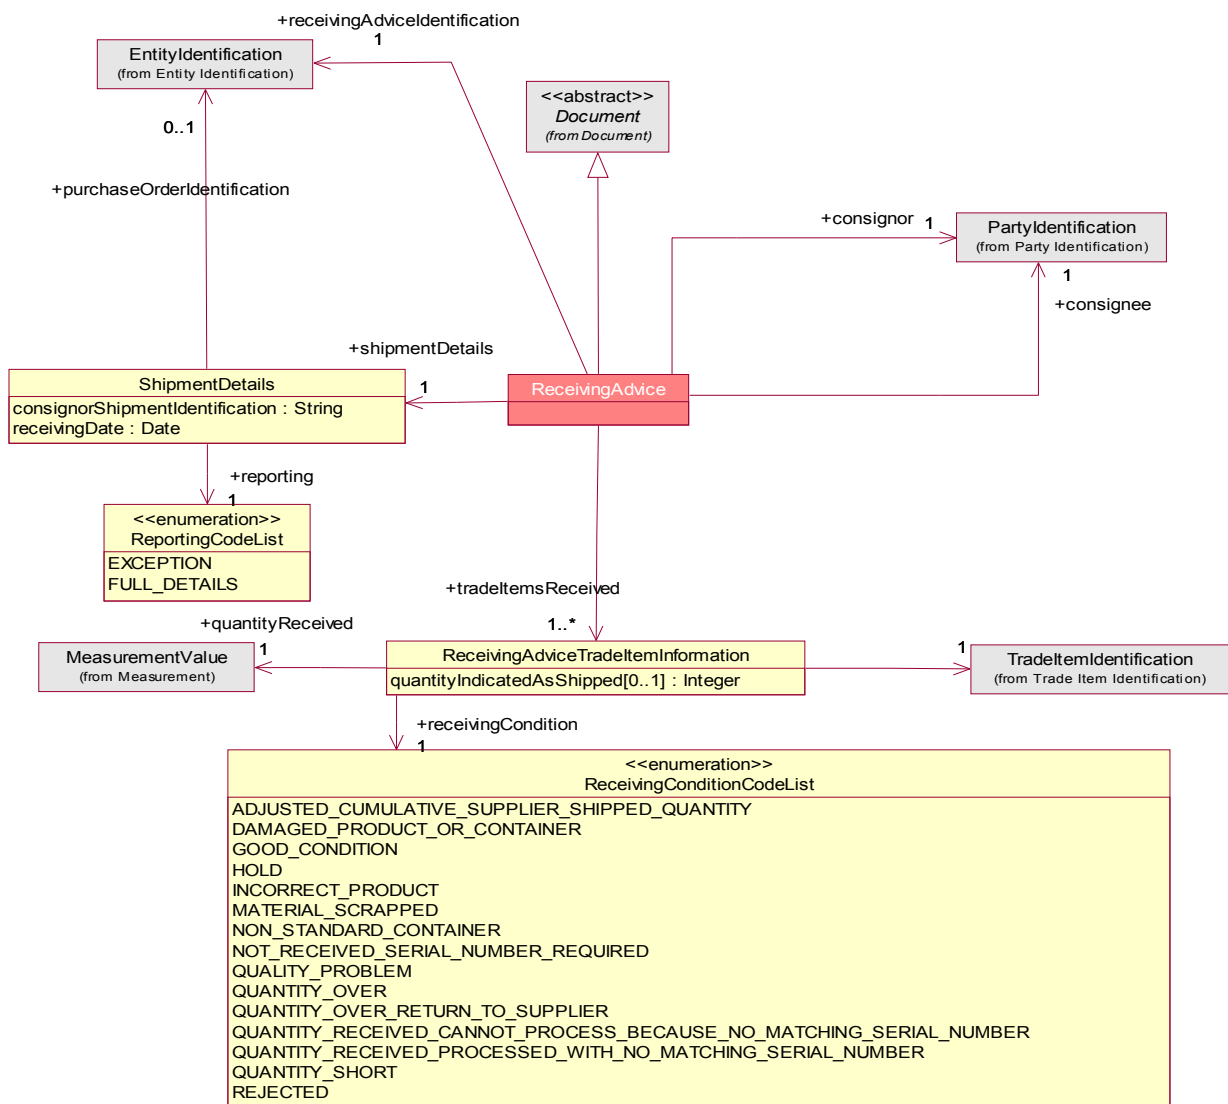 +receivingAdviceIdentification
1
EntityIdentification
(from Entity Identification)
<<abstract>>
Document
(from Document)
0..1
+purchaseOrderIdentification
+consignor
1
PartyIdentification
(from Party Identification)
1
+consignee
+shipmentDetails
1
ShipmentDetails
consignorShipmentIdentification : String
receivingDate : Date
ReceivingAdvice
+reporting
1
<<enumeration>>
ReportingCodeList
EXCEPTION
FULL_DETAILS
+tradeItemsReceived
1..*
+quantityReceived
1
MeasurementValue
(from Measurement)
ReceivingAdviceTradeItemInformation
quantityIndicatedAsShipped[0..1] : Integer
1
TradeItemIdentification
(from Trade Item Identification)
+receivingCondition
1
<<enumeration>>
ReceivingConditionCodeList
ADJUSTED_CUMULATIVE_SUPPLIER_SHIPPED_QUANTITY
DAMAGED_PRODUCT_OR_CONTAINER
GOOD_CONDITION
HOLD
INCORRECT_PRODUCT
MATERIAL_SCRAPPED
NON_STANDARD_CONTAINER
NOT_RECEIVED_SERIAL_NUMBER_REQUIRED
QUALITY_PROBLEM
QUANTITY_OVER
QUANTITY_OVER_RETURN_TO_SUPPLIER
QUANTITY_RECEIVED_CANNOT_PROCESS_BECAUSE_NO_MATCHING_SERIAL_NUMBER
QUANTITY_RECEIVED_PROCESSED_WITH_NO_MATCHING_SERIAL_NUMBER
QUANTITY_SHORT
REJECTED